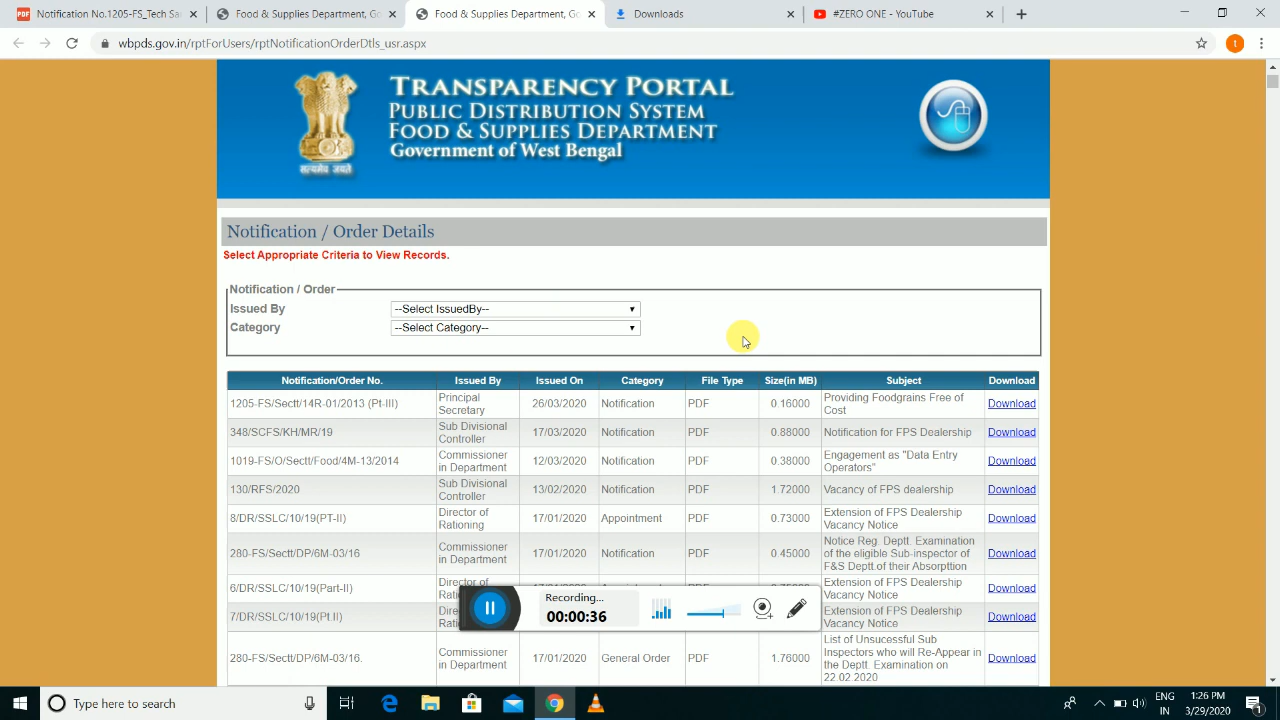 Notification No.1205-FS_Tech Sa
Food & Supplies Department, Go
Food & Supplies Department, Go
Downloads
#ZERO ONE - YouTube
wbpds.gov.in/rptForUsers/rptNotificationOrderDtls_usr.aspx
t
TRANSPARENCY PORTAL
PUBLIC DISTRIBUTION SYSTEM
FOOD & SUPPLIES DEPARTMENT
Government of West Bengal
सत्यमेव जयते
Notification / Order Details
Select Appropriate Criteria to View Records.
Notification / Order
Issued By --Select IssuedBy--
Category --Select Category--
Notification/Order No. Issued By Issued On Category File Type Size(in MB) Subject Download
1205-FS/Sectt/14R-01/2013 (Pt-III) Principal Secretary 26/03/2020 Notification PDF 0.16000 Providing Foodgrains Free of Cost Download
348/SCFS/KH/MR/19 Sub Divisional Controller 17/03/2020 Notification PDF 0.88000 Notification for FPS Dealership Download
1019-FS/O/Sectt/Food/4M-13/2014 Commissioner in Department 12/03/2020 Notification PDF 0.38000 Engagement as "Data Entry Operators" Download
130/RFS/2020 Sub Divisional Controller 13/02/2020 Notification PDF 1.72000 Vacancy of FPS dealership Download
8/DR/SSLC/10/19(PT-II) Director of Rationing 17/01/2020 Appointment PDF 0.73000 Extension of FPS Dealership Vacancy Notice Download
280-FS/Sectt/DP/6M-03/16 Commissioner in Department 17/01/2020 Notification PDF 0.45000 Notice Reg. Deptt. Examination of the eligible Sub-inspector of F&S Deptt.of their Absorpttion Download
6/DR/SSLC/10/19(Part-II) Director of Extension of FPS Dealership Vacancy Notice Download
7/DR/SSLC/10/19(Pt.II) Extension of FPS Dealership Vacancy Notice Download
Recording...
00:00:36
280-FS/Sectt/DP/6M-03/16. Commissioner in Department 17/01/2020 General Order PDF 1.76000 List of Unsucessful Sub Inspectors who will Re-Appear in the Deptt. Examination on 22.02.2020 Download
Type here to search
ENG
IN
1:26 PM
3/29/2020
1